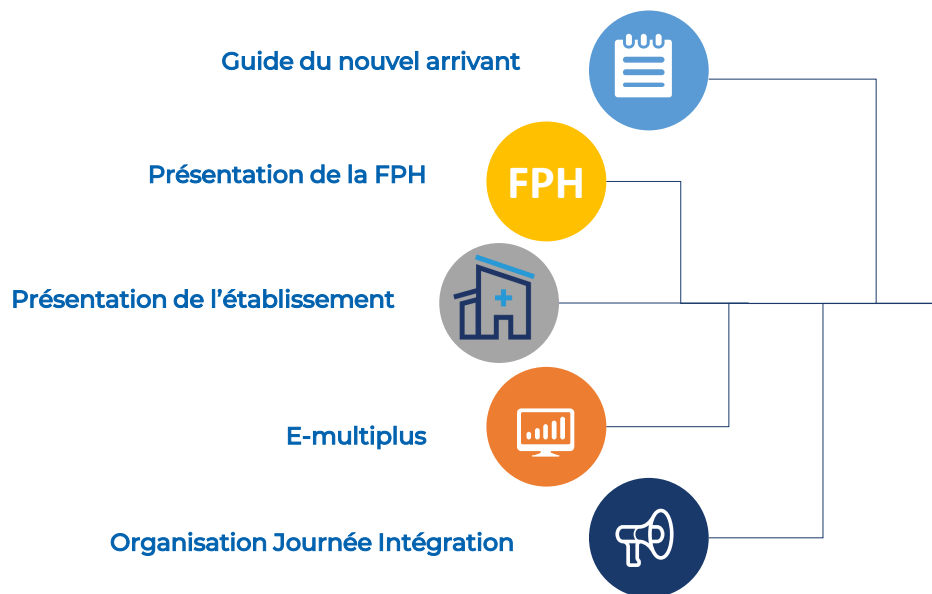 Guide du nouvel arrivant
Présentation de la FPH
FPH
Présentation de l’établissement
E-multiplus
Organisation Journée Intégration